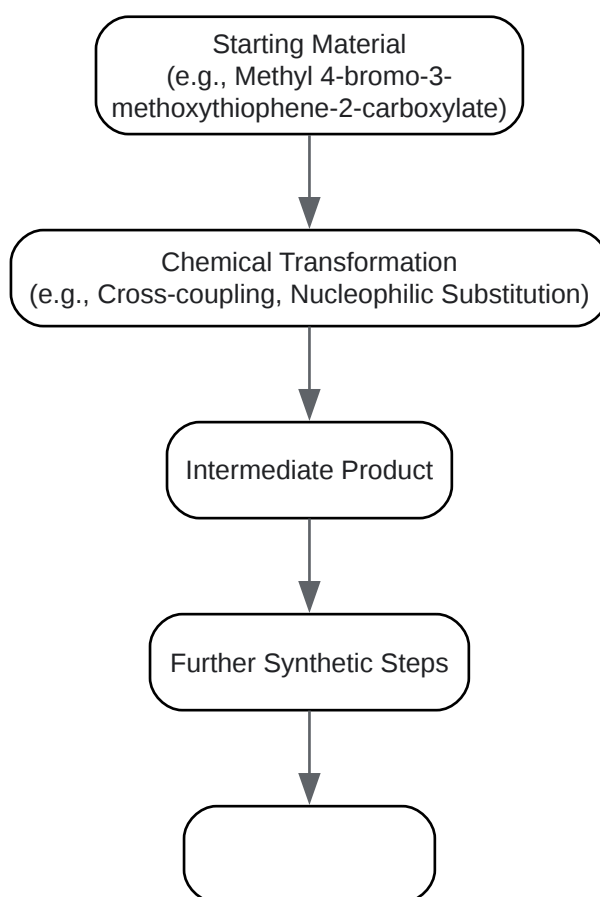 Starting Material
(e.g., Methyl 4-bromo-3-
methoxythiophene-2-carboxylate)
Chemical Transformation
(e.g., Cross-coupling, Nucleophilic Substitution)
Intermediate Product
Further Synthetic Steps